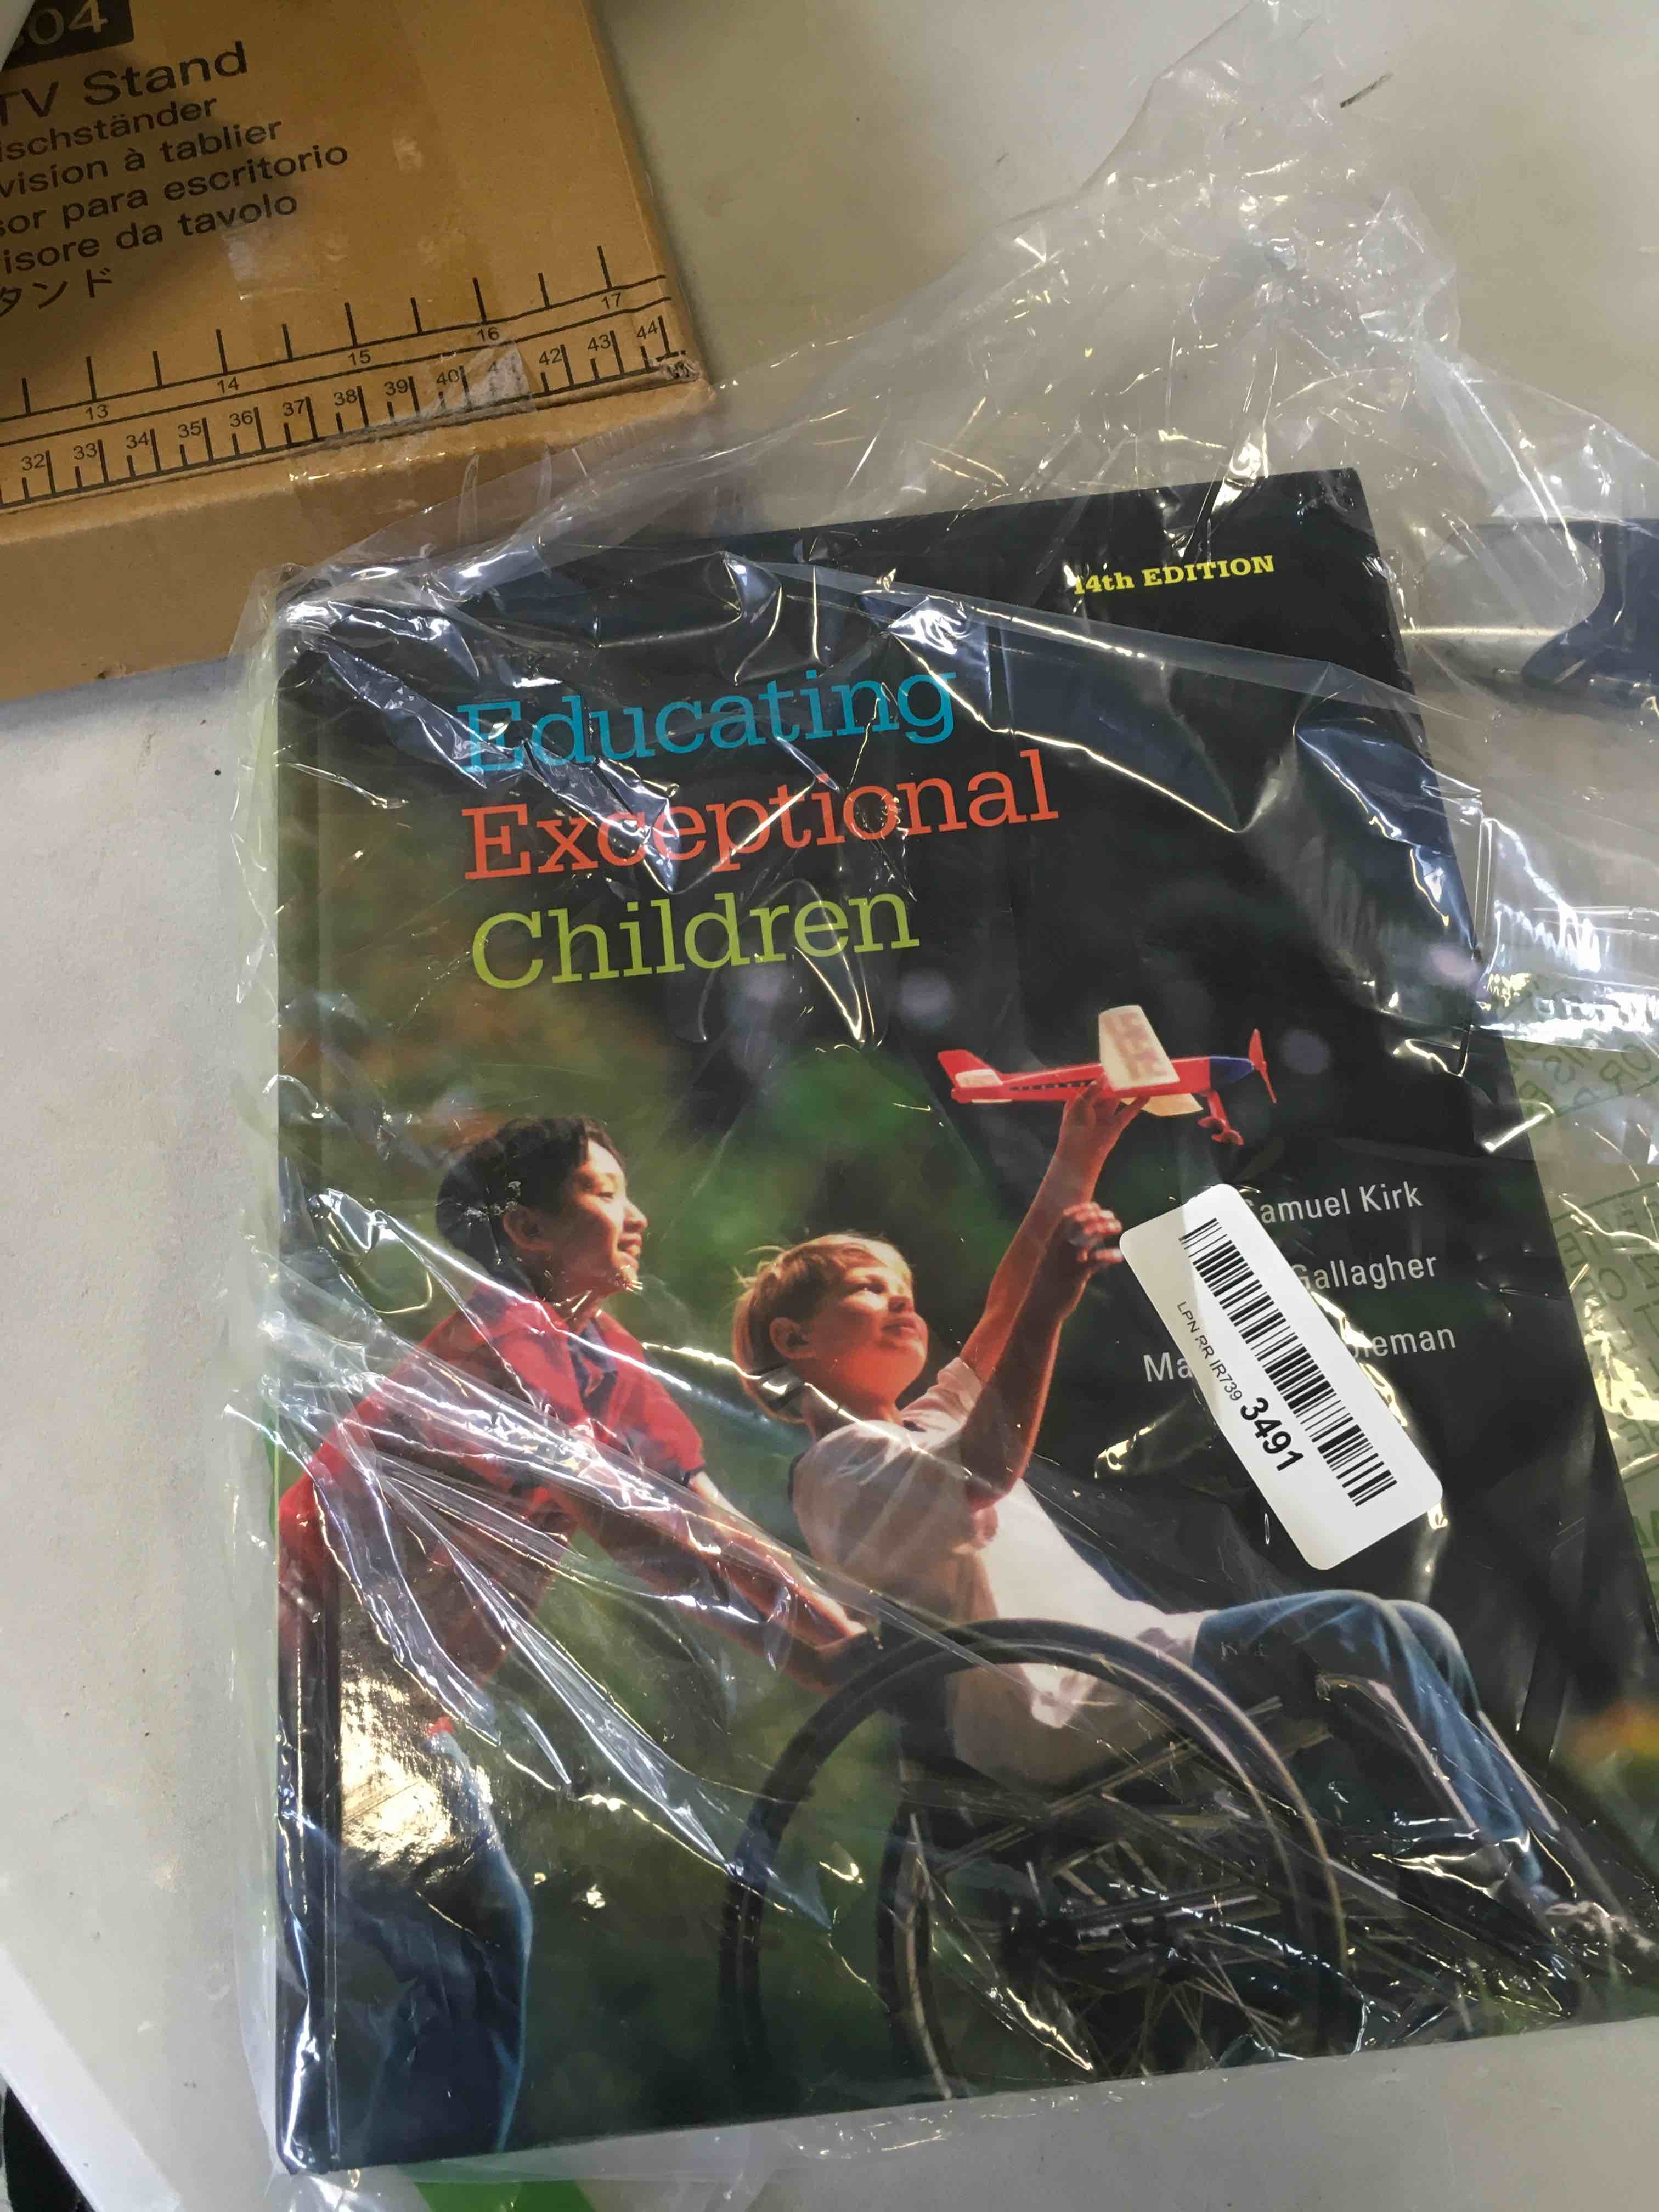 04
TV Stand
ischständer
vision à tablier
sor para escritorio
isore da tavolo
タンド
13 14 15 16 17
32 33 34 35 36 37 38 39 40 4 42 43 44
14th EDITION
Educating
Exceptional
Children
Samuel Kirk
Gallagher
Ma leman
LPN RR IR739 3491